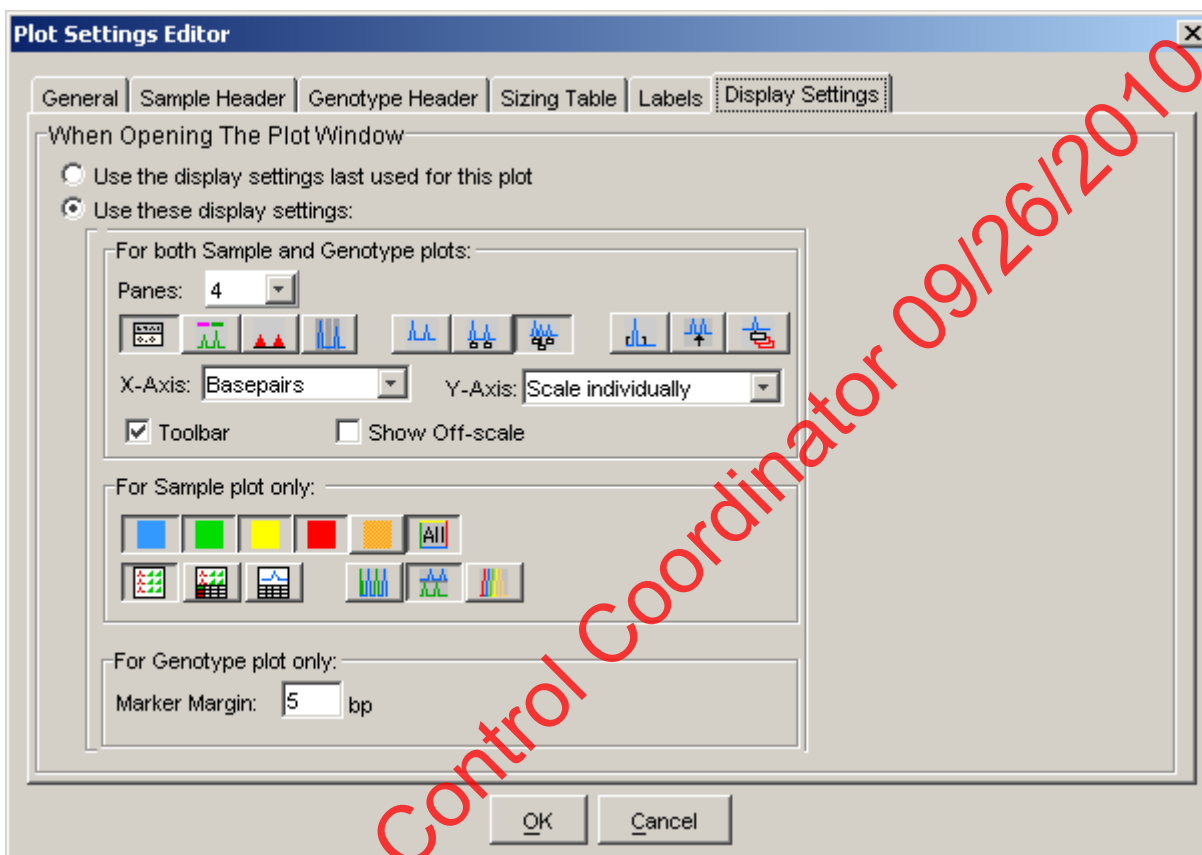 Plot Settings Editor
General Sample Header Genotype Header Sizing Table Labels Display Settings
When Opening The Plot Window
Use the display settings last used for this plot
Use these display settings:
For both Sample and Genotype plots:
Panes: 4
X-Axis: Basepairs Y-Axis: Scale individually
Toolbar Show Off-scale
For Sample plot only:
All
For Genotype plot only:
Marker Margin: 5 bp
OK Cancel
Control Coordinator 09/26/2010